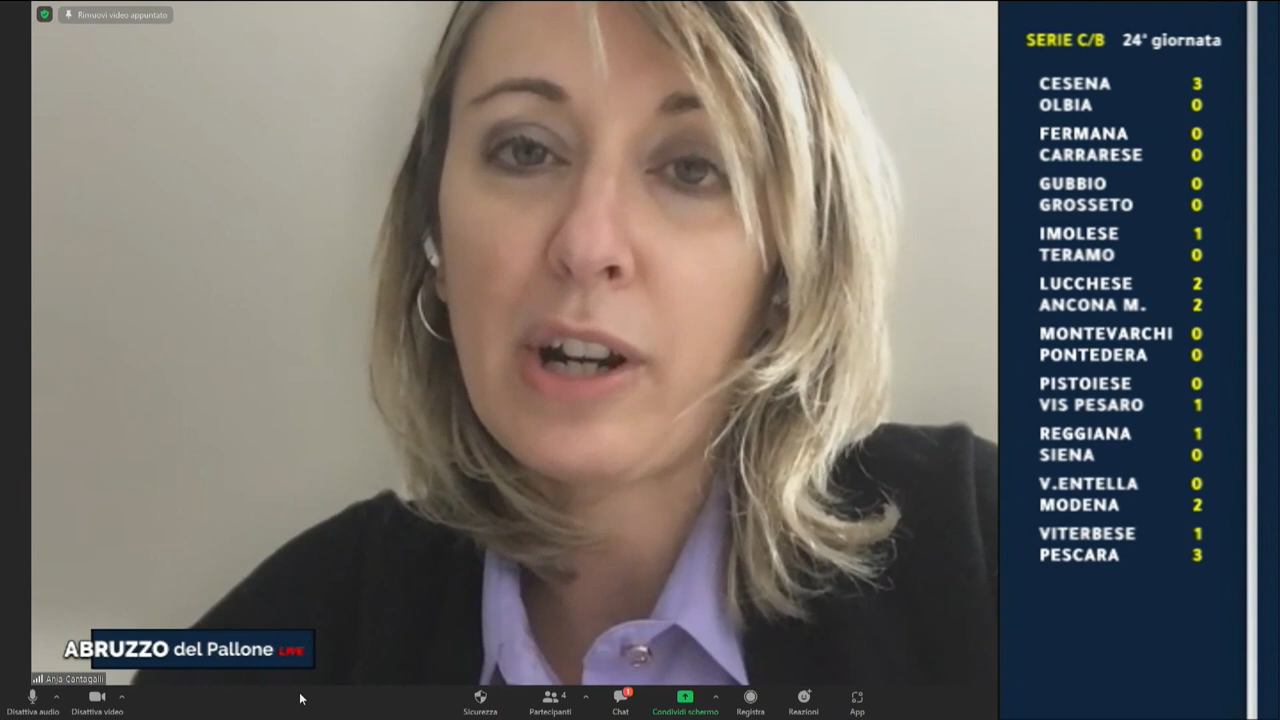 Rimuovi video appuntato
SERIE C/B 24ª giornata
CESENA 3
OLBIA 0
FERMANA 0
CARRARESE 0
GUBBIO 0
GROSSETO 0
IMOLESE 1
TERAMO 0
LUCCHESE 2
ANCONA M. 2
MONTEVARCHI 0
PONTEDERA 0
PISTOIESE 0
VIS PESARO 1
REGGIANA 1
SIENA 0
V.ENTELLA 0
MODENA 2
VITERBESE 1
PESCARA 3
ABRUZZO del Pallone LIVE
Anja Cantagalli
Disattiva audio
Disattiva video
Sicurezza
Partecipanti 4
Chat 1
Condividi schermo
Registra
Reazioni
App